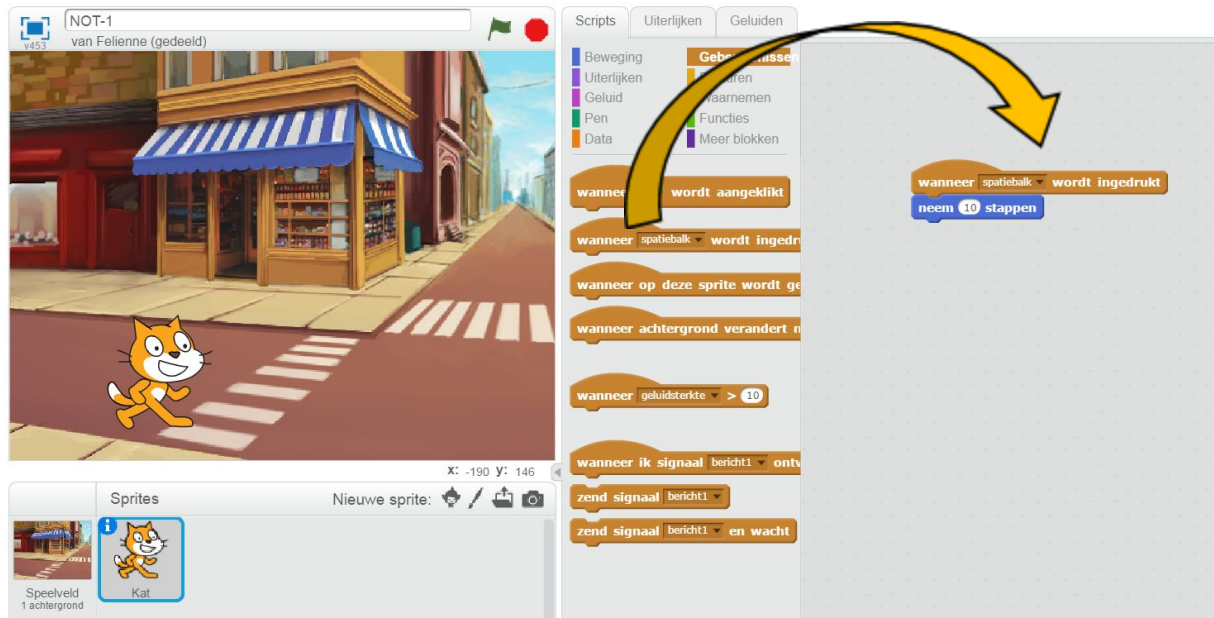 NOT-1
van Felienne (gedeeld)
v453
Scripts
Uiterlijken
Geluiden
Beweging
Uiterlijken
Geluid
Pen
Data
Functies
Meer blokken
wordt aangeklikt
wanneer spatiebalk wordt ingedru
wanneer op deze sprite wordt ge
wanneer achtergrond verandert
wanneer geluidsterkte > 10
wanneer ik signaal bericht1 ontv
zend signaal bericht1
zend signaal bericht1 en wacht
wanneer spatiebalk wordt ingedrukt
neem 10 stappen
x: -190 y: 146
Sprites
Nieuwe sprite:
Speelveld
1 achtergrond
Kat